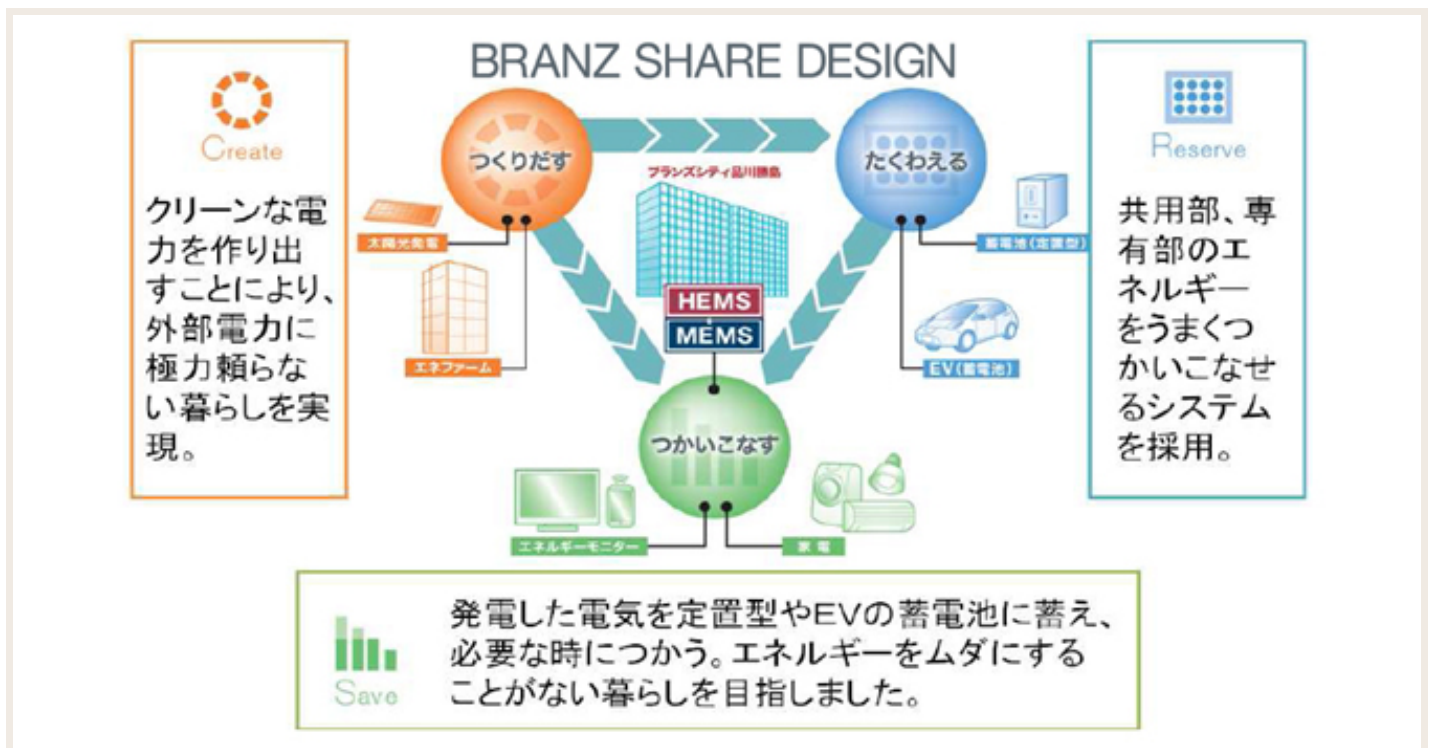 BRANZ SHARE DESIGN
Create
クリーンな電
力を作り出
すことにより、
外部電力に
極力頼らな
い暮らしを実
現。
つくりだす
太陽光発電
エネファーム
ブランズシティ品川勝島
HEMS
MEMS
たくわえる
蓄電池(定置型)
EV(蓄電池)
Reserve
共用部、専
有部のエ
ネルギー
をうまくつ
かいこなせ
るシステム
を採用。
つかいこなす
エネルギーモニター
家電
Save
発電した電気を定置型やEVの蓄電池に蓄え、
必要な時につかう。エネルギーをムダにする
ことがない暮らしを目指しました。